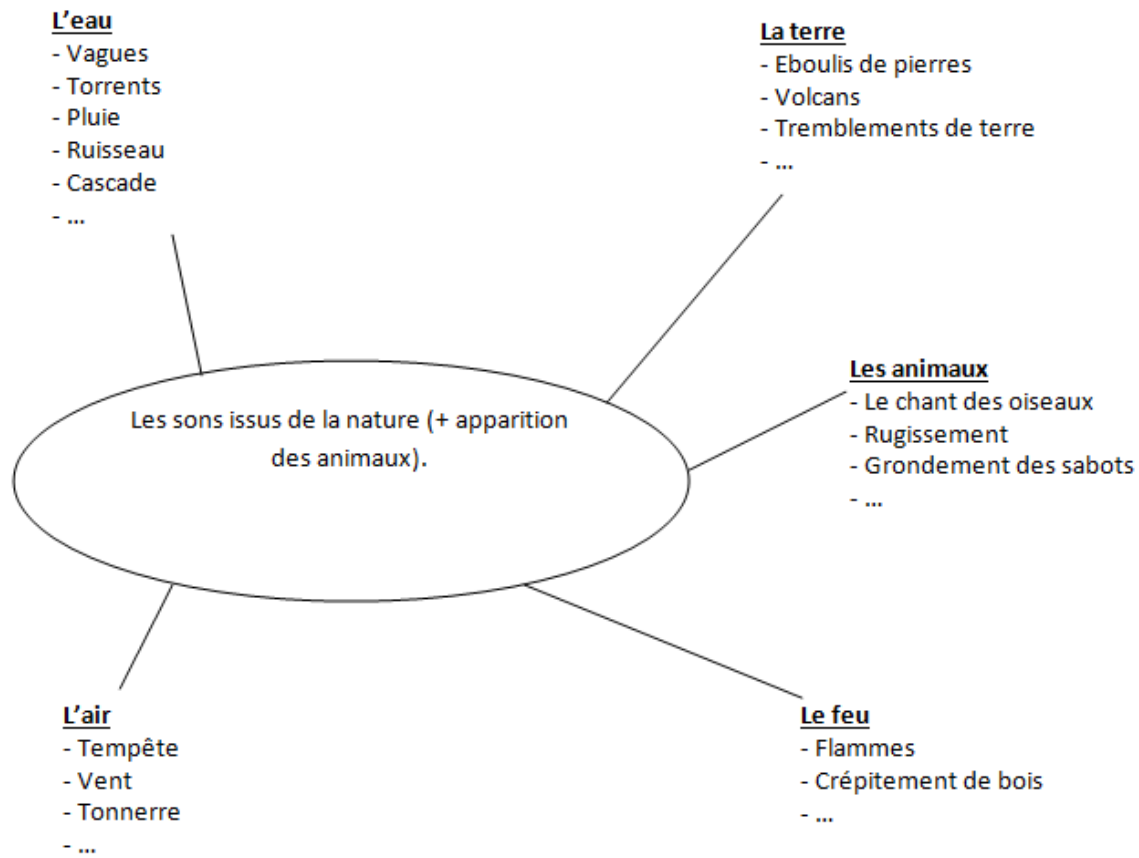 L'eau
- Vagues
- Torrents
- Pluie
- Ruisseau
- Cascade
- ...
La terre
- Eboulis de pierres
- Volcans
- Tremblements de terre
- ...
Les sons issus de la nature (+ apparition
des animaux).
Les animaux
- Le chant des oiseaux
- Rugissement
- Grondement des sabots
- ...
L'air
- Tempête
- Vent
- Tonnerre
- ...
Le feu
- Flammes
- Crépitement de bois
- ...